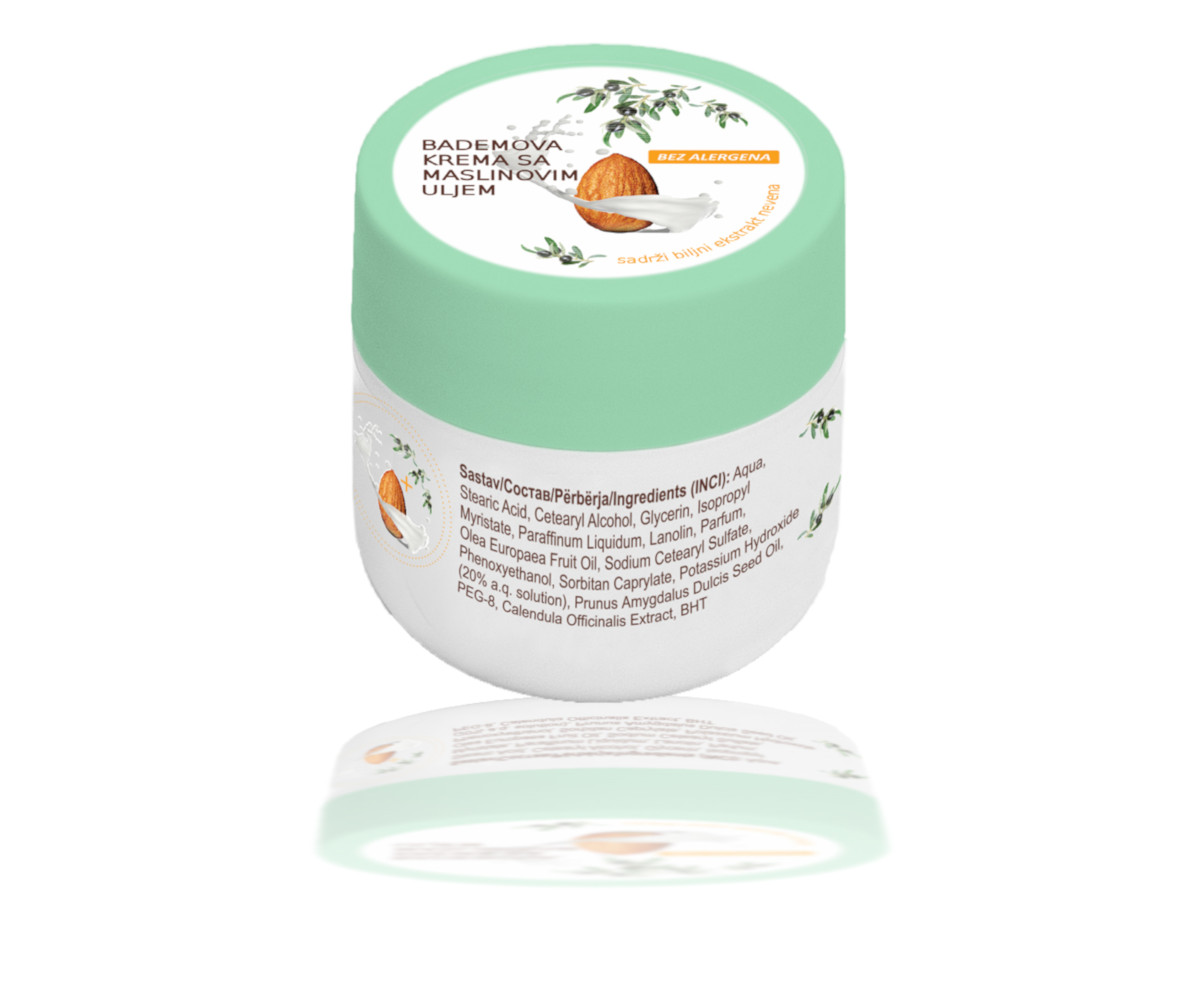 BADEMOVA
KREMA SA
MASLINOVIM
ULJEM
BEZ ALERGENA
sadrži biljni ekstrakt nevena
Sastav/Состав/Përbërja/Ingredients (INCI): Aqua,
Stearic Acid, Cetearyl Alcohol, Glycerin, Isopropyl
Myristate, Paraffinum Liquidum, Lanolin, Parfum,
Olea Europaea Fruit Oil, Sodium Cetearyl Sulfate,
Phenoxyethanol, Sorbitan Caprylate, Potassium Hydroxide
(20% a.q. solution), Prunus Amygdalus Dulcis Seed Oil,
PEG-8, Calendula Officinalis Extract, BHT